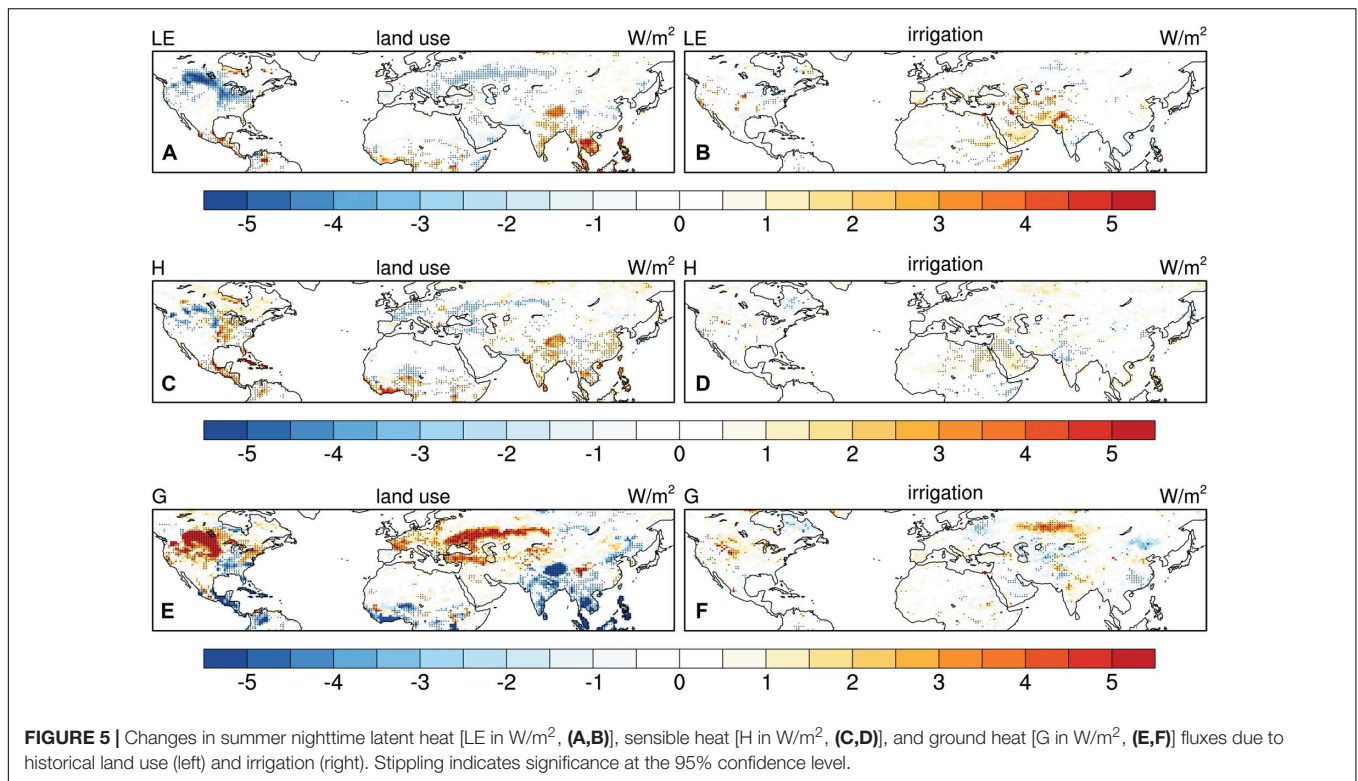 LE land use W/m² LE irrigation W/m²
A B
-5 -4 -3 -2 -1 0 1 2 3 4 5
H land use W/m² H irrigation W/m²
C D
-5 -4 -3 -2 -1 0 1 2 3 4 5
G land use W/m² G irrigation W/m²
E F
-5 -4 -3 -2 -1 0 1 2 3 4 5
FIGURE 5 | Changes in summer nighttime latent heat [LE in W/m², (A,B)], sensible heat [H in W/m², (C,D)], and ground heat [G in W/m², (E,F)] fluxes due to
historical land use (left) and irrigation (right). Stippling indicates significance at the 95% confidence level.